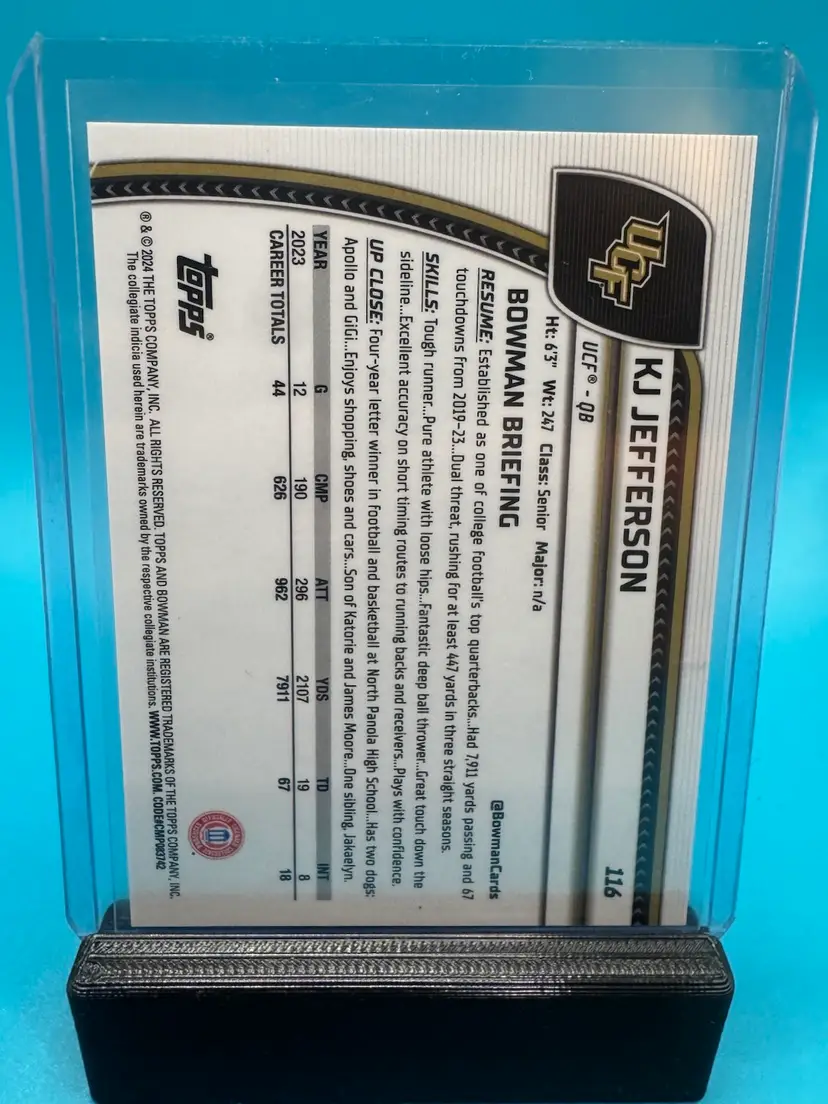 116
UCF
KJ JEFFERSON
UCF® - QB
Ht: 6'3" Wt: 247 Class: Senior Major: n/a
BOWMAN BRIEFING
@BowmanCards
RESUME: Established as one of college football's top quarterbacks...Had 7,911 yards passing and 67
touchdowns from 2019-23...Dual threat, rushing for at least 447 yards in three straight seasons.
SKILLS: Tough runner...Pure athlete with loose hips...Fantastic deep ball thrower...Great touch down the
sideline...Excellent accuracy on short timing routes to running backs and receivers...Plays with confidence.
UP CLOSE: Four-year letter winner in football and basketball at North Panola High School...Has two dogs:
Apollo and GiGi...Enjoys shopping, shoes and cars...Son of Katorie and James Moore...One sibling, Jakaelyn.
YEAR G CMP ATT YDS TD INT
2023 12 190 296 2107 19 8
CAREER TOTALS 44 626 962 7911 67 18
topps®
® & © 2024 THE TOPPS COMPANY, INC. ALL RIGHTS RESERVED. TOPPS AND BOWMAN ARE REGISTERED TRADEMARKS OF THE TOPPS COMPANY, INC.
The collegiate indicia used herein are trademarks owned by the respective collegiate institutions. WWW.TOPPS.COM. CODE#CMP083742